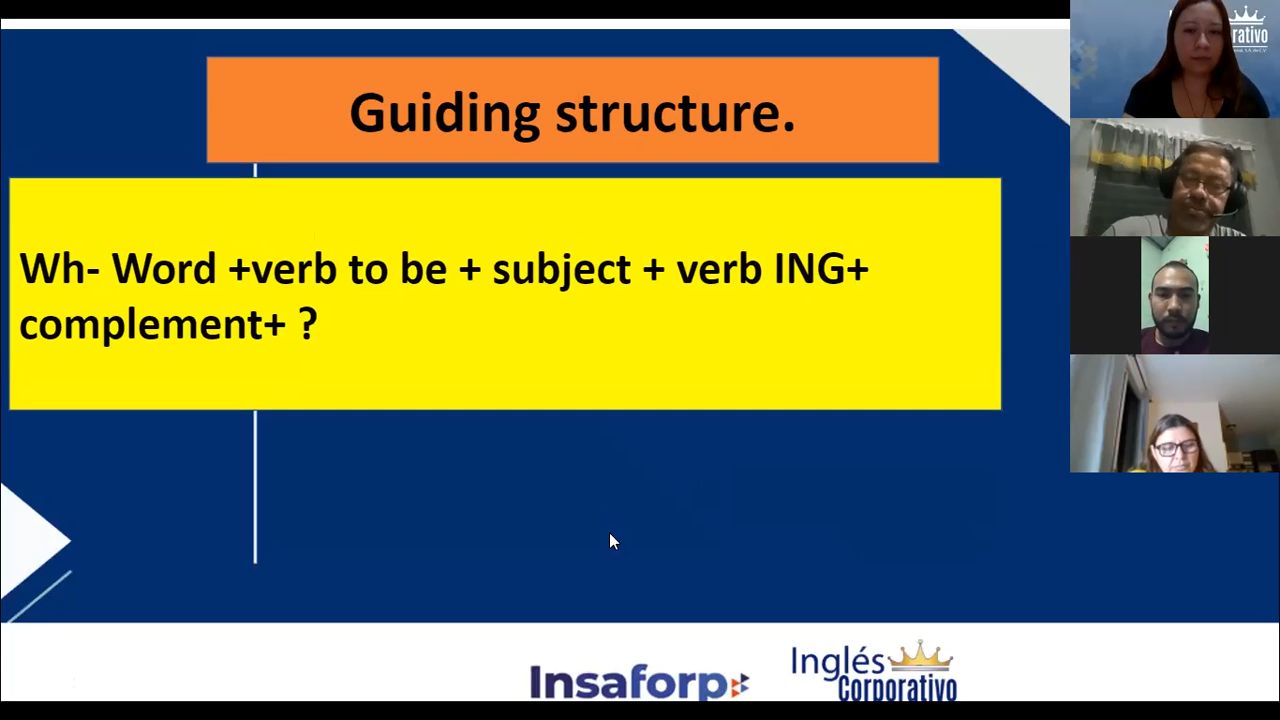 Guiding structure.
Wh- Word +verb to be + subject + verb ING+
complement+ ?
Insaforp
Inglés
Corporativo